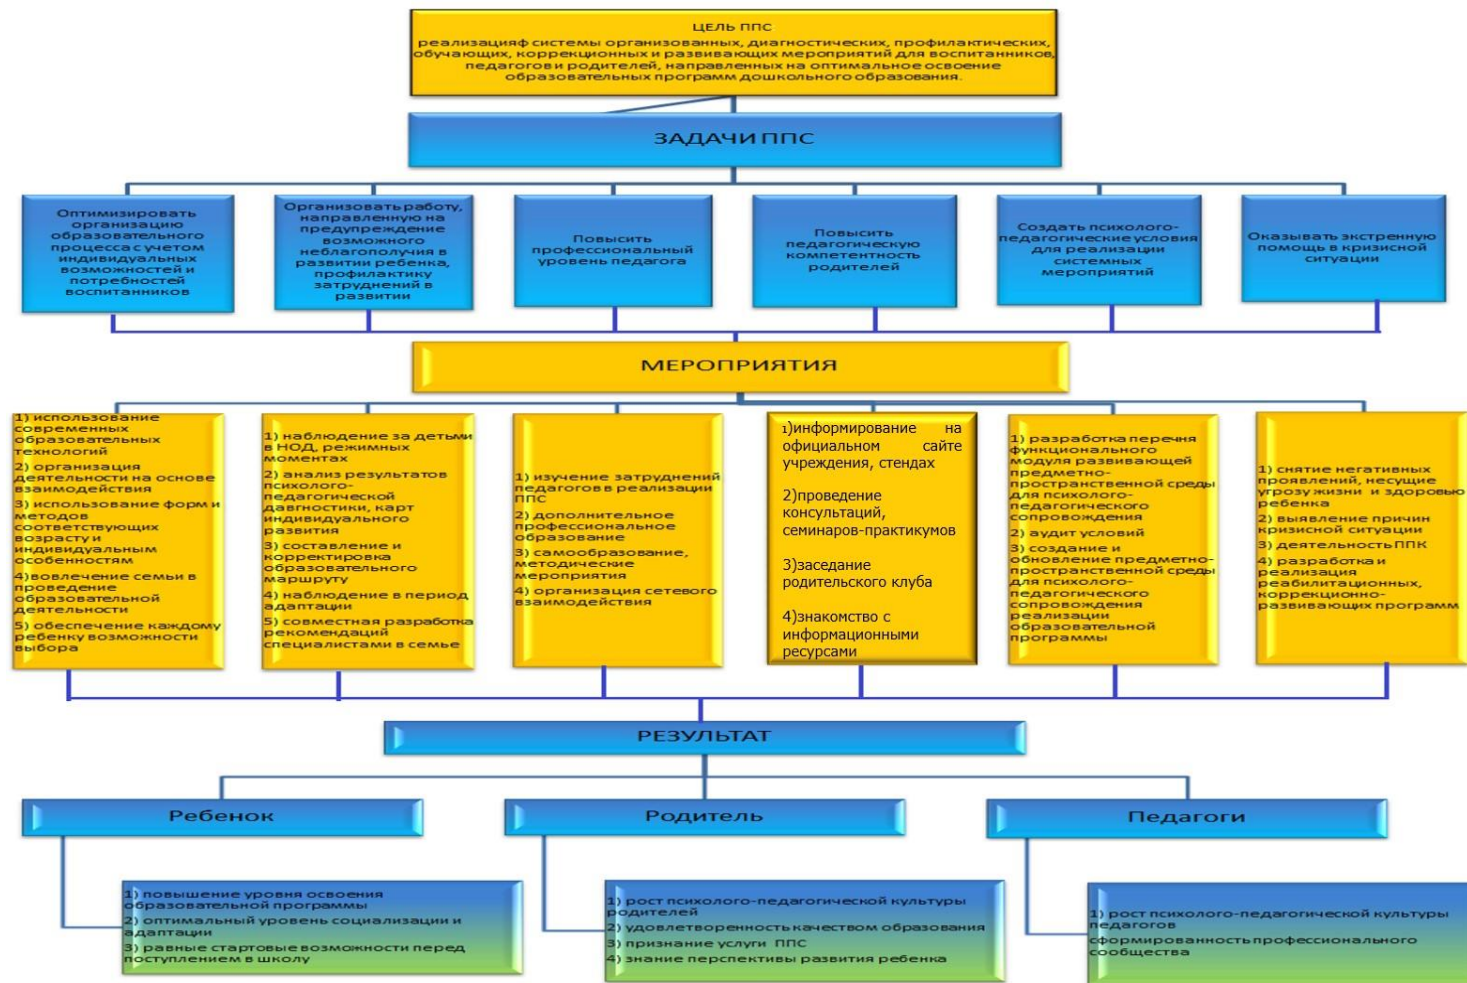 ЦЕЛЬ ППС
реализацияф системы организованных, диагностических, профилактических,
обучающих, коррекционных и развивающих мероприятий для воспитанников,
педагогов и родителей, направленных на оптимальное освоение
образовательных программ дошкольного образования.
ЗАДАЧИ ППС
Оптимизировать
организацию
образовательного
процесса с учетом
индивидуальных
возможностей и
потребностей
воспитанников
Организовать работу,
направленную на
предупреждение
возможного
неблагополучия в
развитии ребенка,
профилактику
затруднений в
развитии
Повысить
профессиональный
уровень педагога
Повысить
педагогическую
компетентность
родителей
Создать психолого-
педагогические условия
для реализации
системных
мероприятий
Оказывать экстренную
помощь в кризисной
ситуации
МЕРОПРИЯТИЯ
1) использование
современных
образовательных
технологий
2) организация
деятельности на основе
взаимодействия
3) использование форм и
методов
соответствующих
возрасту и
индивидуальным
особенностям
4)вовлечение семьи в
проведение
образовательной
деятельности
5) обеспечение каждому
ребенку возможности
выбора
1) наблюдение за детьми
в НОД, режимных
моментах
2) анализ результатов
психолого-
педагогической
давгностики, карт
индивидуального
развития
3) составление и
корректировка
образовательного
маршруту
4) наблюдение в период
адаптации
5) совместная разработка
рекомендаций
специалистами в семье
1) изучение затруднений
педагогов в реализации
ППС
2) дополнительное
профессиональное
образование
3) самообразование,
методические
мероприятия
4) организация сетевого
взаимодействия
1)информирование на
официальном сайте
учреждения, стендах
2)проведение
консультаций,
семинаров-практикумов
3)заседание
родительского клуба
4)знакомство с
информационными
ресурсами
1) разработка перечня
функционального
модуля развивающей
предметно-
пространственной среды
для психолого-
педагогического
сопровождения
2) аудит условий
3) создание и
обновление предметно-
пространственной среды
для психолого-
педагогического
сопровождения
реализации
образовательной
программы
1) снятие негативных
проявлений, несущие
угрозу жизни и здоровью
ребенка
2) выявление причин
кризисной ситуации
3) деятельность ППК
4) разработка и
реализация
реабилитационных,
коррекционно-
развивающих программ
РЕЗУЛЬТАТ
Ребенок
Родитель
Педагоги
1) повышение уровня освоения
образовательной программы
2) оптимальный уровень социализации и
адаптации
3) равные стартовые возможности перед
поступлением в школу
1) рост психолого-педагогической культуры
родителей
2) удовлетворенность качеством образования
3) признание услуги ППС
4) знание перспективы развития ребенка
1) рост психолого-педагогической культуры
педагогов
сформированность профессионального
сообщества